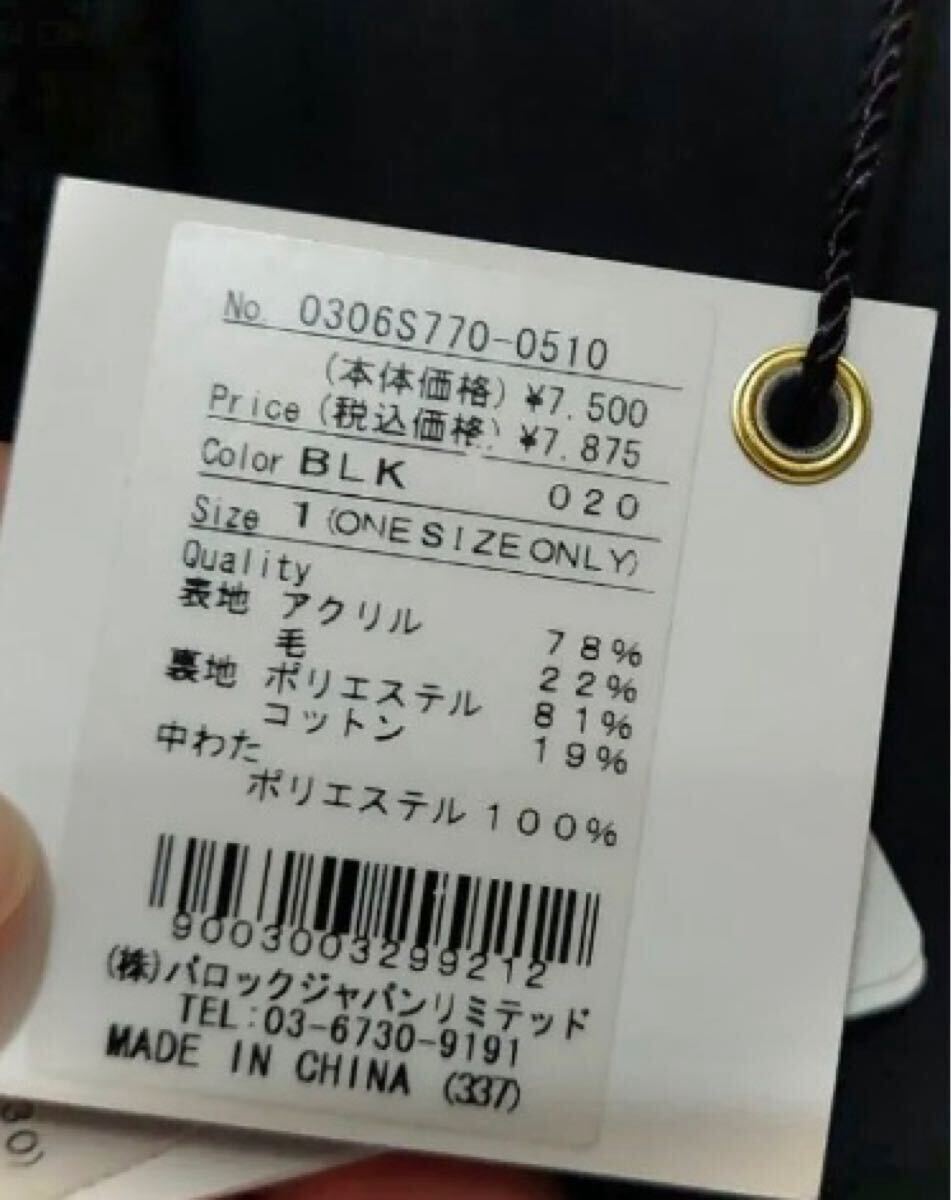 No. 0306S770-0510
(本体価格) ¥7,500
Price (税込価格) ¥7,875
Color BLK 020
Size 1 (ONE SIZE ONLY)
Quality
表地 アクリル 78%
毛 22%
裏地 ポリエステル 81%
コットン 19%
中わた
ポリエステル 100%
9003003299212
(株)バロックジャパンリミテッド
TEL:03-6730-9191
MADE IN CHINA (337)
30)